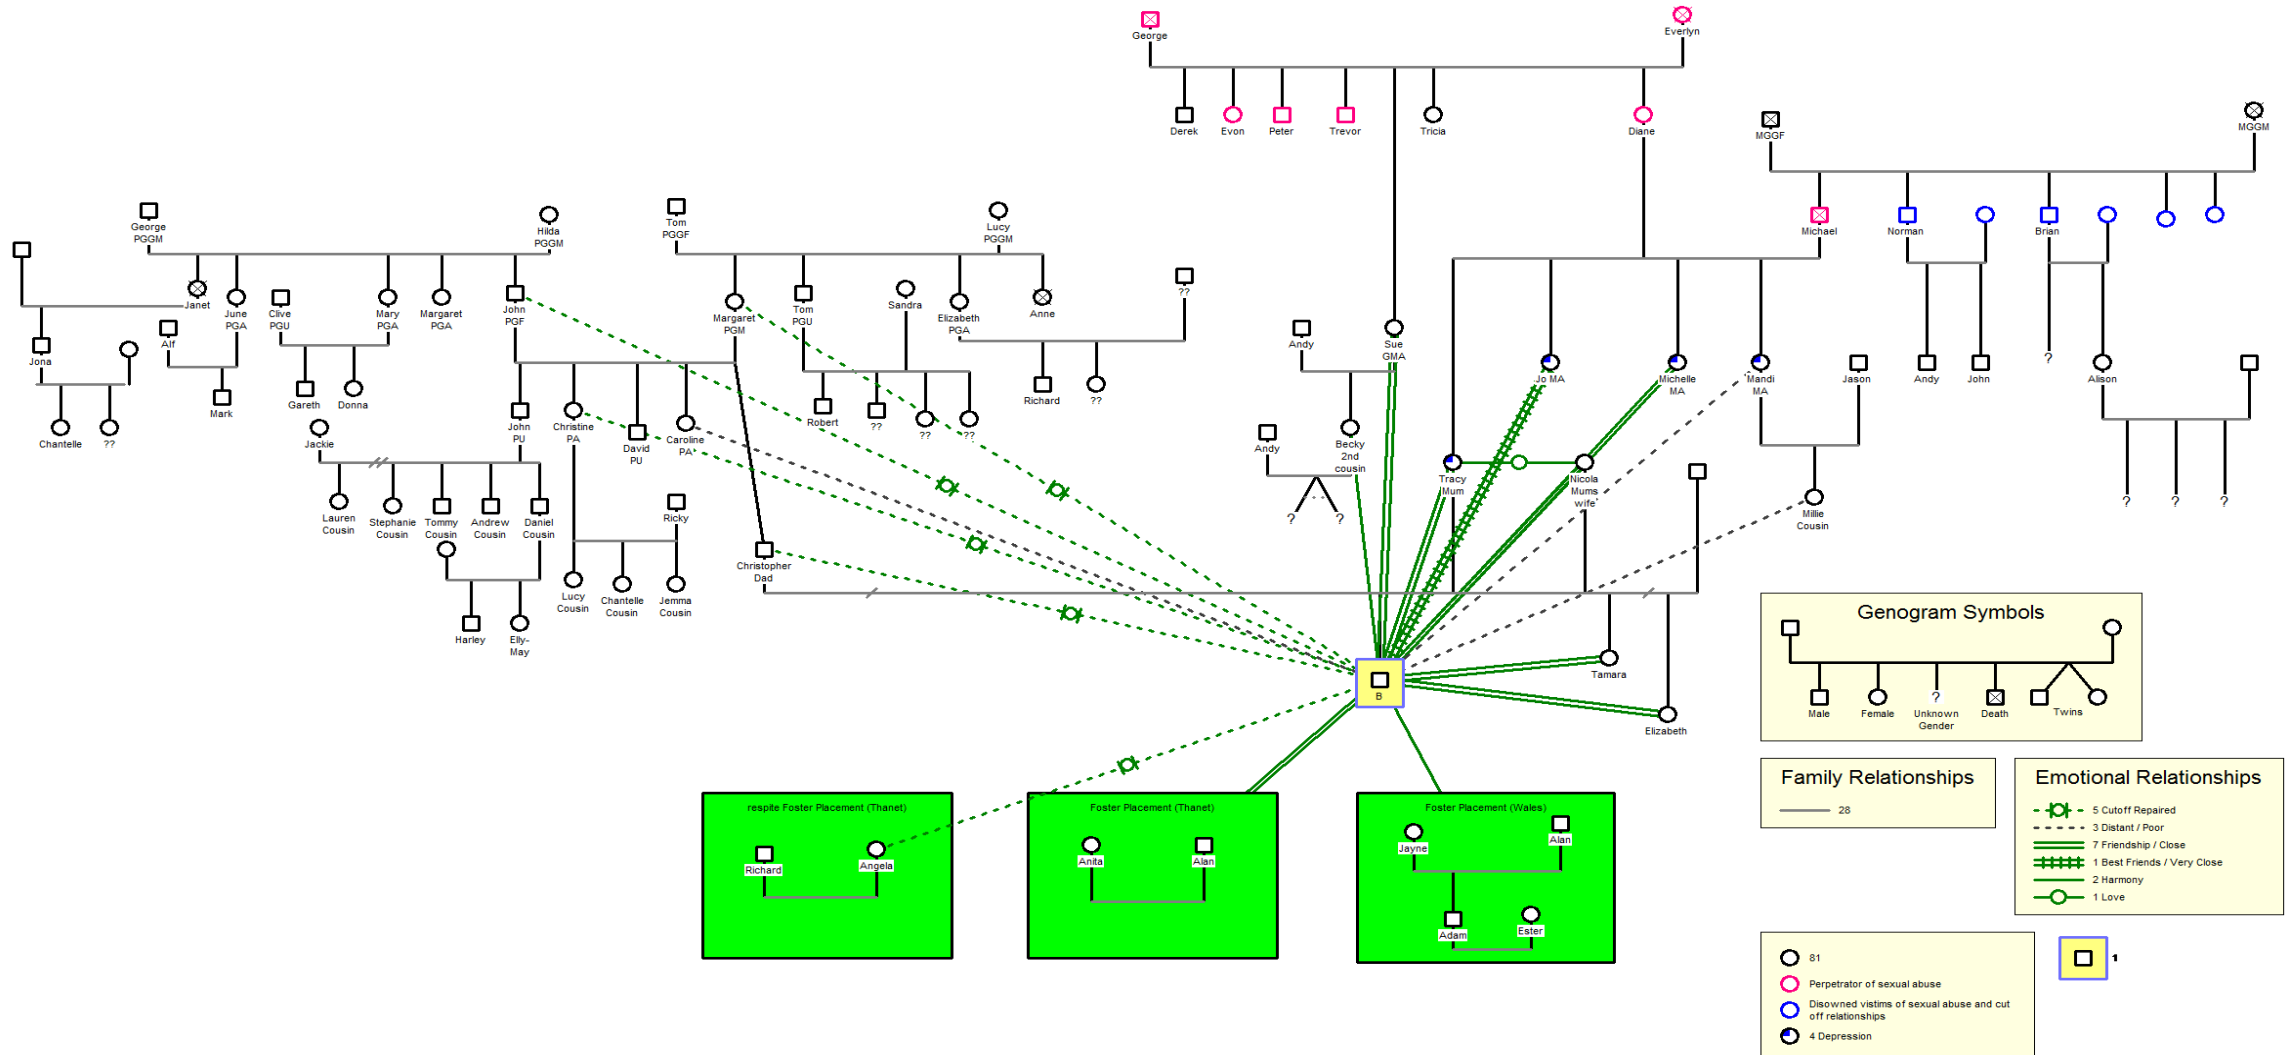 George
Everlyn
Derek
Evon
Peter
Trevor
Tricia
Diane
MGGF
MGGM
George
PGGM
Hilda
PGGM
Tom
PGGF
Lucy
PGGM
Michael
Norman
Brian
Janet
June
PGA
Clive
PGU
Mary
PGA
Margaret
PGA
John
PGF
Margaret
PGM
Tom
PGU
Sandra
Elizabeth
PGA
Anne
??
Andy
Sue
GMA
Jona
Alf
Jo MA
Michelle
MA
Mandi
MA
Jason
Andy
John
?
Alison
Mark
Gareth
Donna
Richard
??
Chantelle
??
Jackie
John
PU
Christine
PA
David
PU
Caroline
PA
Robert
??
??
??
Andy
Becky
2nd
cousin
Tracy
Mum
Nicola
Mums
wife
?
?
Millie
Cousin
?
?
?
Lauren
Cousin
Stephanie
Cousin
Tommy
Cousin
Andrew
Cousin
Daniel
Cousin
Ricky
Christopher
Dad
Lucy
Cousin
Chantelle
Cousin
Jemma
Cousin
Harley
Elly-
May
Tamara
B
Elizabeth
Genogram Symbols
Male
Female
Unknown
Gender
?
Death
Twins
Family Relationships
28
Emotional Relationships
5 Cutoff Repaired
3 Distant / Poor
7 Friendship / Close
1 Best Friends / Very Close
2 Harmony
1 Love
respite Foster Placement (Thanet)
Richard
Angela
Foster Placement (Thanet)
Anita
Alan
Foster Placement (Wales)
Jayne
Alan
Adam
Ester
81
Perpetrator of sexual abuse
Disowned vistims of sexual abuse and cut
off relationships
4 Depression
1